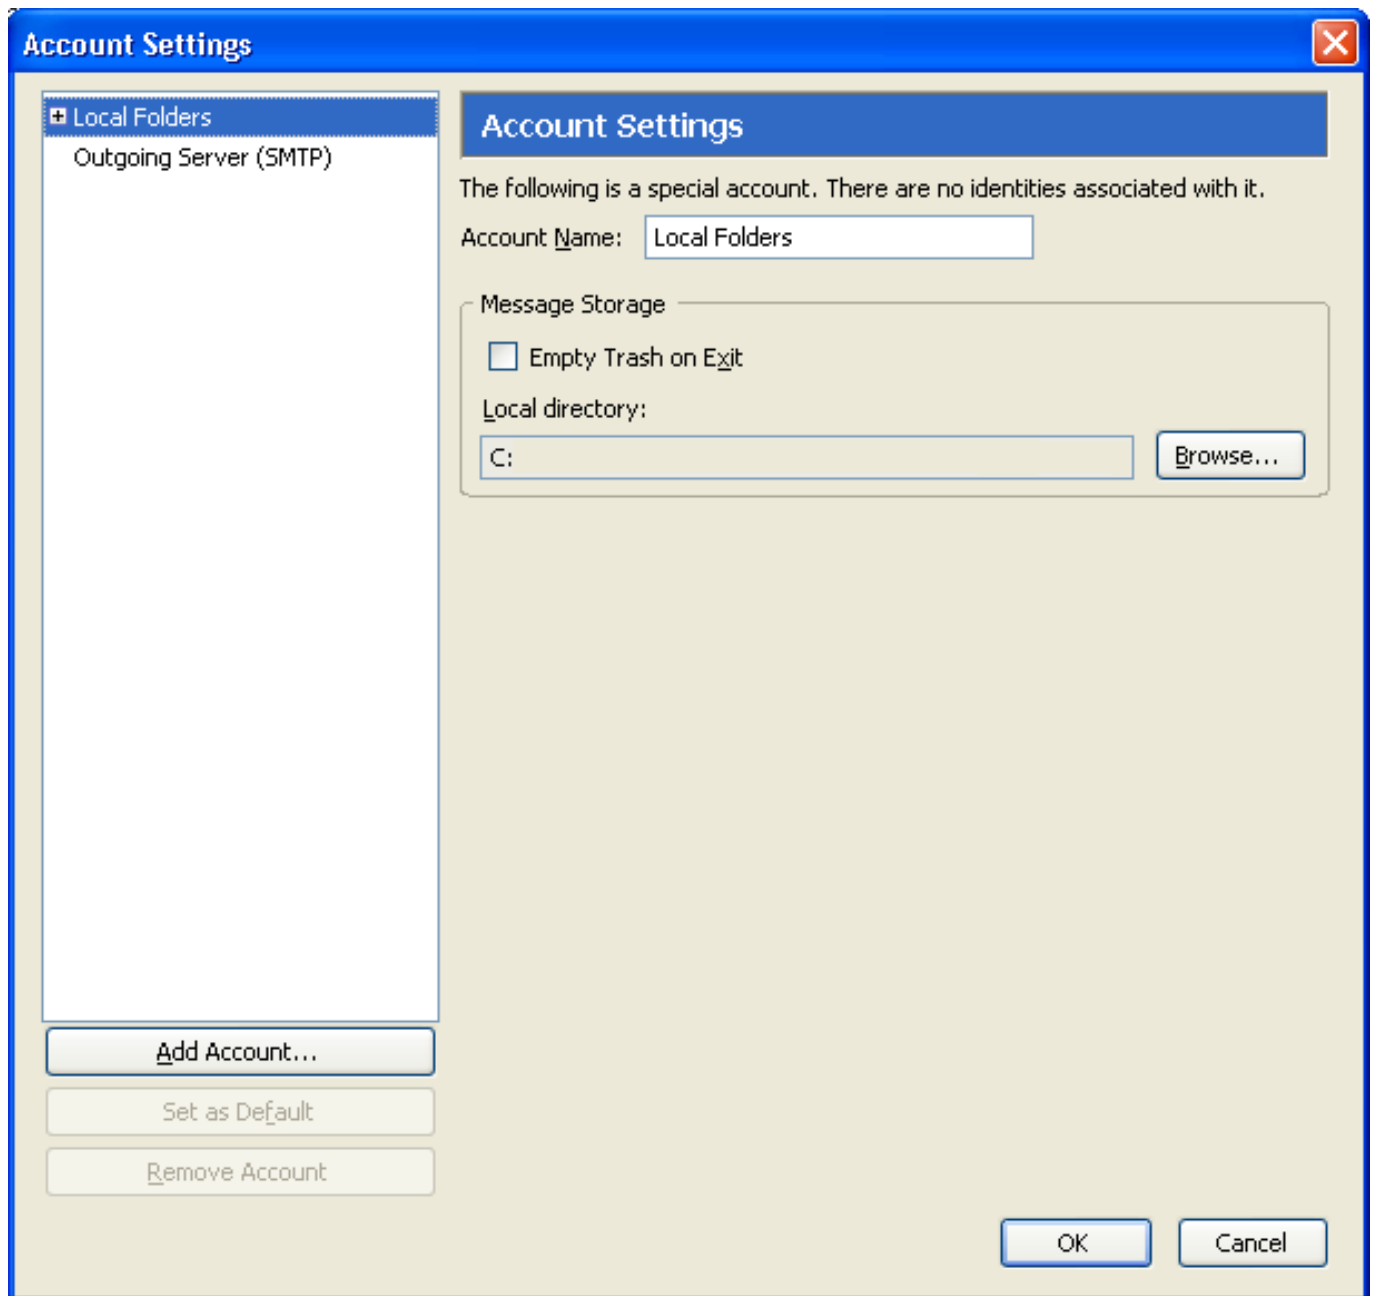 Account Settings
Local Folders
Outgoing Server (SMTP)
Add Account...
Set as Default
Remove Account
Account Settings
The following is a special account. There are no identities associated with it.
Account Name: Local Folders
Message Storage
Empty Trash on Exit
Local directory:
C: Browse...
OK Cancel